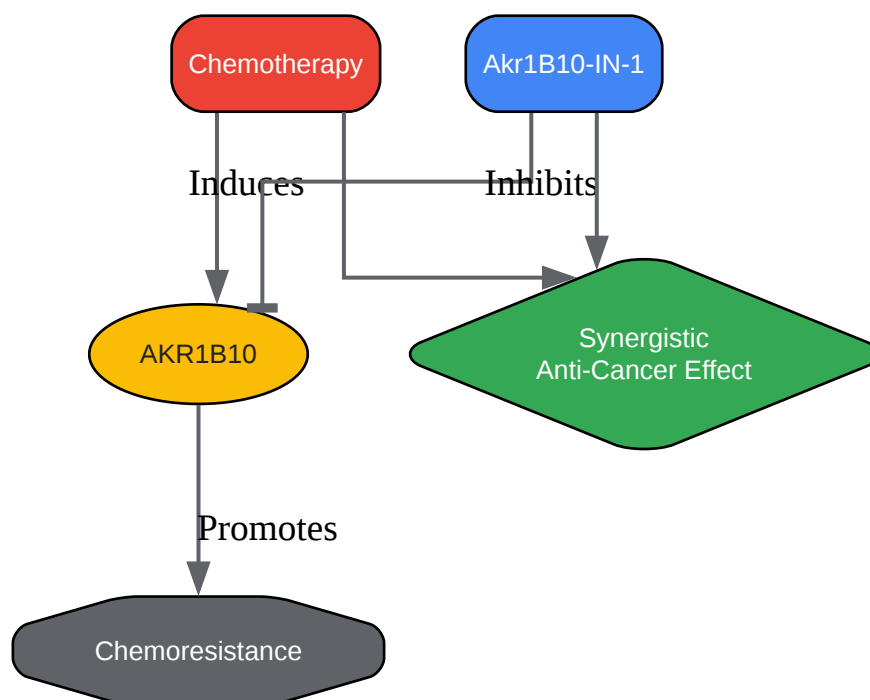 Chemotherapy
Akr1B10-IN-1
Induces
Inhibits
Synergistic
Anti-Cancer Effect
AKR1B10
Promotes
Chemoresistance